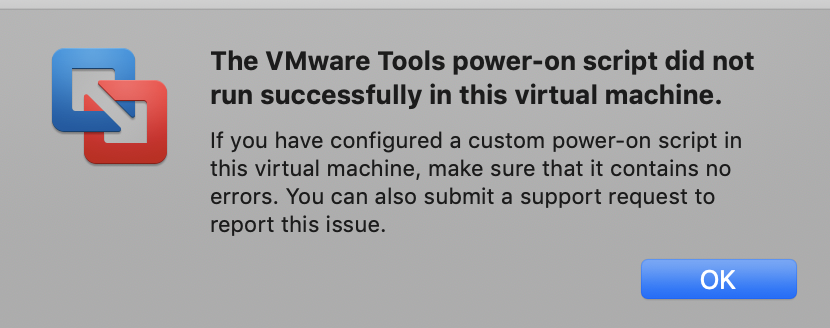 The VMware Tools power-on script did not
run successfully in this virtual machine.
If you have configured a custom power-on script in
this virtual machine, make sure that it contains no
errors. You can also submit a support request to
report this issue.
OK